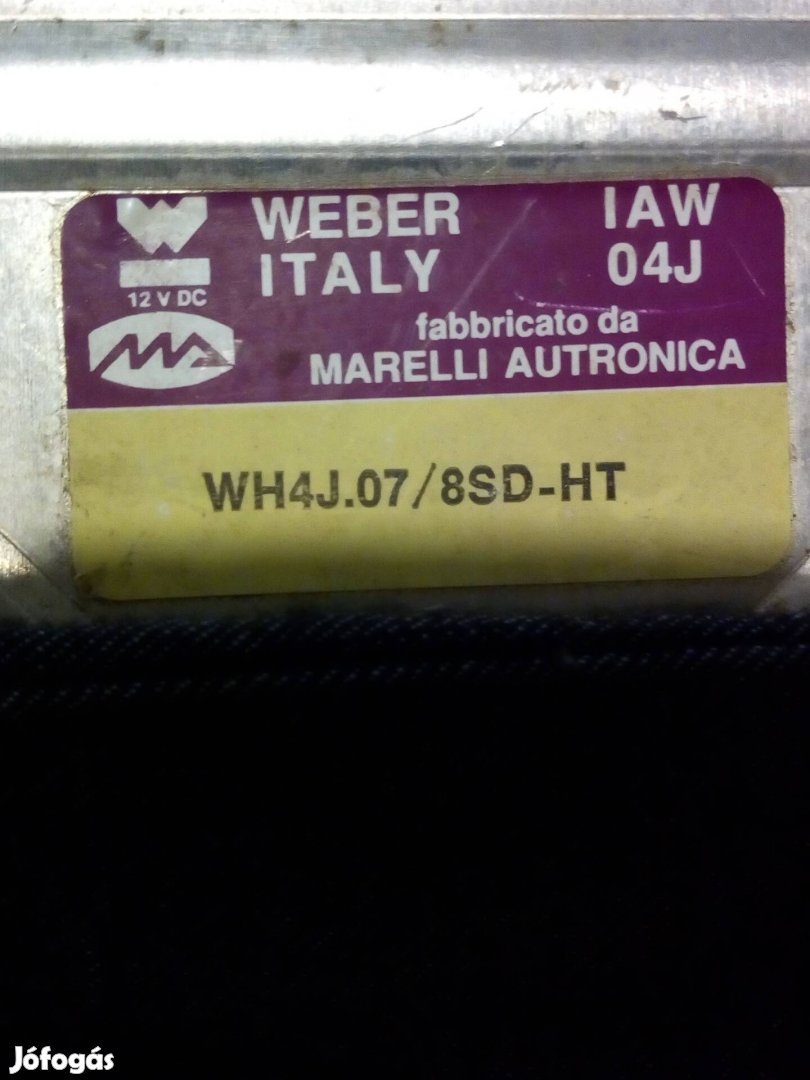 WEBER IAW
ITALY 04J
12 V DC
fabbricato da
MARELLI AUTRONICA
WH4J.07/8SD-HT
Jófogás